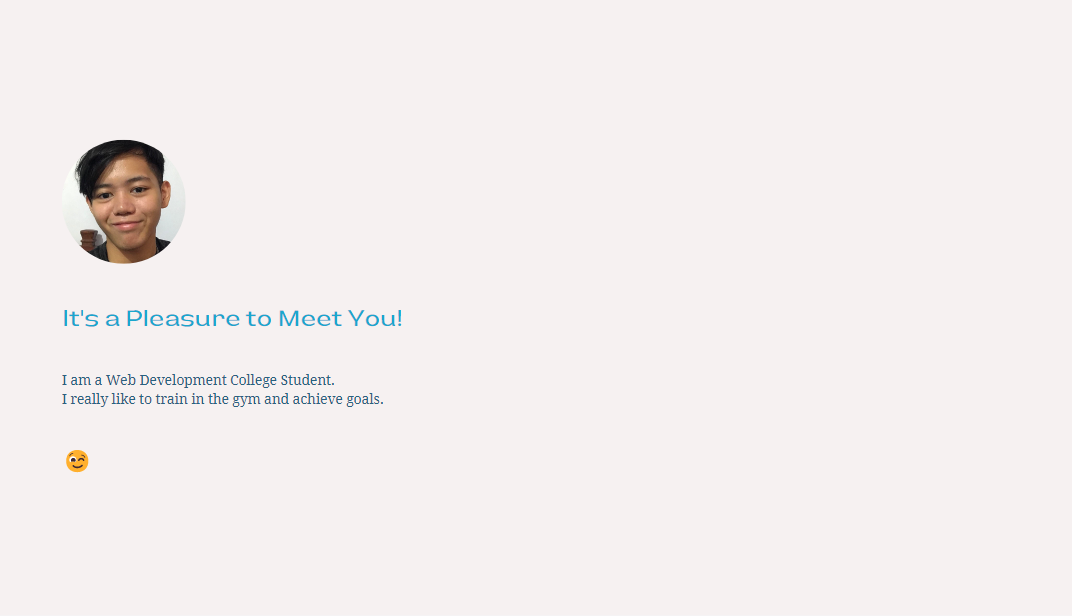 It's a Pleasure to Meet You!
I am a Web Development College Student.
I really like to train in the gym and achieve goals.